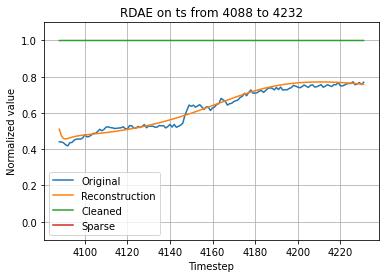 RDAE on ts from 4088 to 4232
Normalized value
1.0
0.8
0.6
0.4
0.2
0.0
Original
Reconstruction
Cleaned
Sparse
4100 4120 4140 4160 4180 4200 4220
Timestep